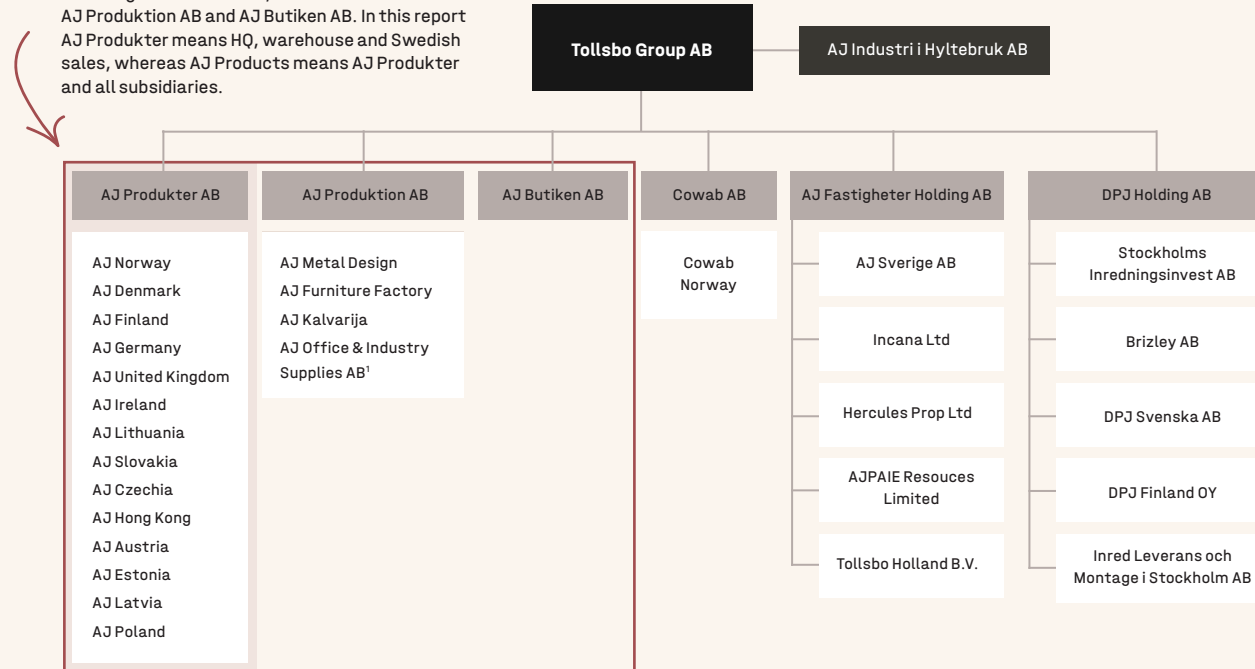 AJ Produktion AB and AJ Butiken AB. In this report
AJ Produkter means HQ, warehouse and Swedish
sales, whereas AJ Products means AJ Produkter
and all subsidiaries.
Tollsbo Group AB
AJ Industri i Hyltebruk AB
AJ Produkter AB
AJ Norway
AJ Denmark
AJ Finland
AJ Germany
AJ United Kingdom
AJ Ireland
AJ Lithuania
AJ Slovakia
AJ Czechia
AJ Hong Kong
AJ Austria
AJ Estonia
AJ Latvia
AJ Poland
AJ Produktion AB
AJ Metal Design
AJ Furniture Factory
AJ Kalvarija
AJ Office & Industry
Supplies AB¹
AJ Butiken AB
Cowab AB
Cowab
Norway
AJ Fastigheter Holding AB
AJ Sverige AB
Incana Ltd
Hercules Prop Ltd
AJPAIE Resouces
Limited
Tollsbo Holland B.V.
DPJ Holding AB
Stockholms
Inredningsinvest AB
Brizley AB
DPJ Svenska AB
DPJ Finland OY
Inred Leverans och
Montage i Stockholm AB